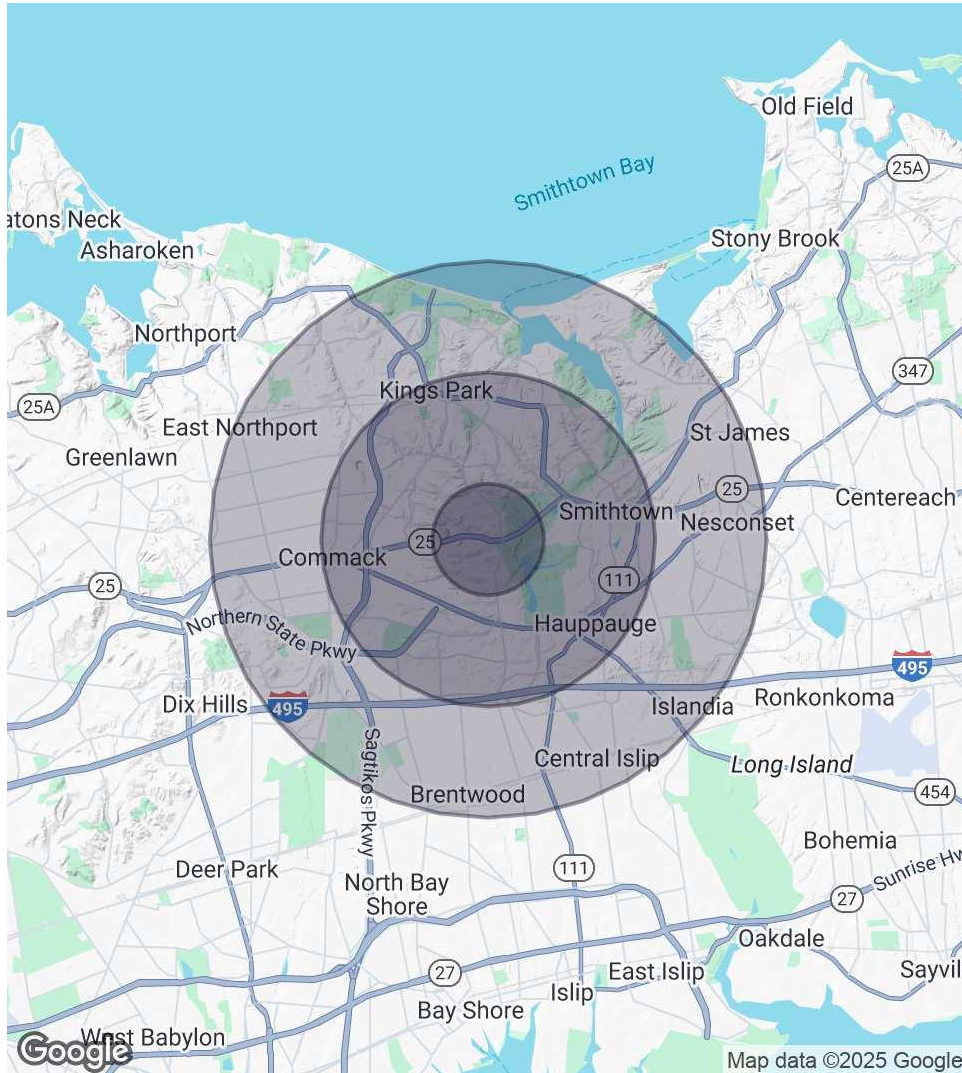 Old Field
25A
Smithtown Bay
atons Neck
Asharoken
Stony Brook
Northport
347
Kings Park
25A
East Northport
St James
Greenlawn
25
Centereach
Smithtown
Nesconset
25
Commack
25
111
Northern State Pkwy
Hauppauge
495
Dix Hills
495
Islandia
Ronkonkoma
Sagtikos Pkwy
Central Islip
Long Island
Brentwood
454
Bohemia
Deer Park
111
North Bay
Shore
Sunrise Hw
27
Oakdale
27
East Islip
Sayvil
Islip
Bay Shore
West Babylon
Google
Map data ©2025 Google